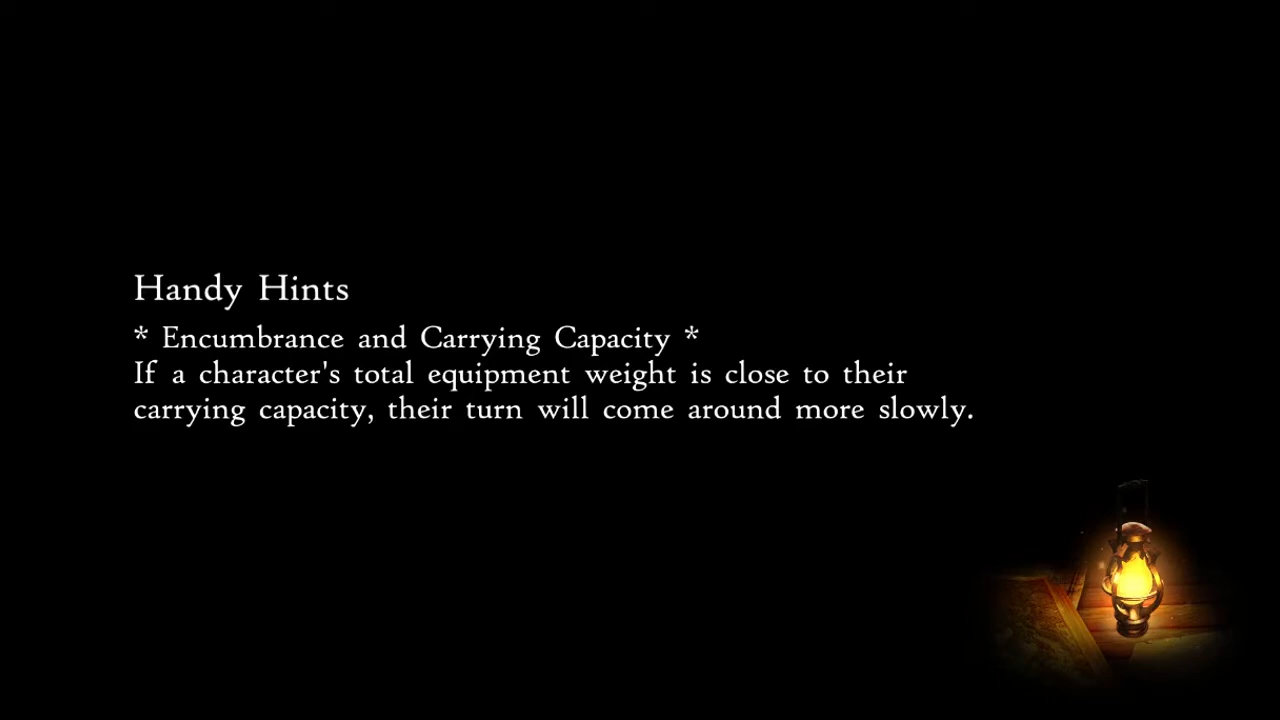 Handy Hints
* Encumbrance and Carrying Capacity *
If a character's total equipment weight is close to their
carrying capacity, their turn will come around more slowly.